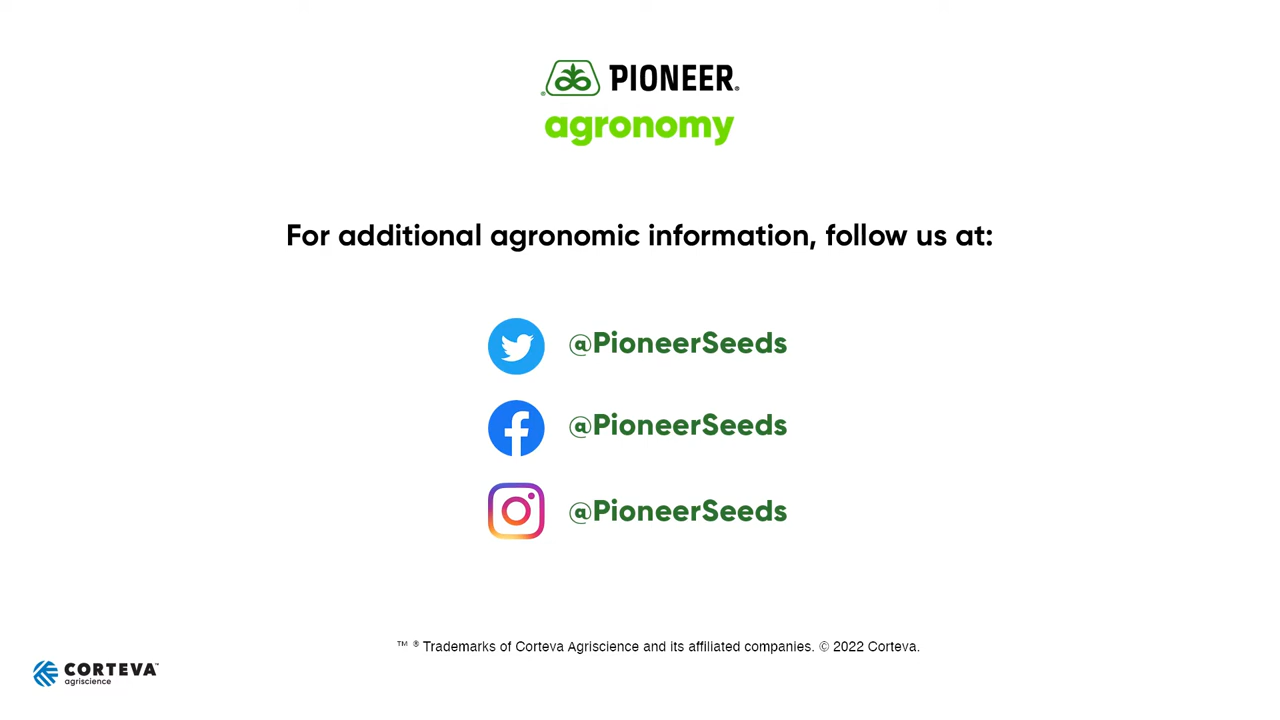 PIONEER®
agronomy
For additional agronomic information, follow us at:
@PioneerSeeds
@PioneerSeeds
@PioneerSeeds
™ ® Trademarks of Corteva Agriscience and its affiliated companies. © 2022 Corteva.
CORTEVA™
agriscience